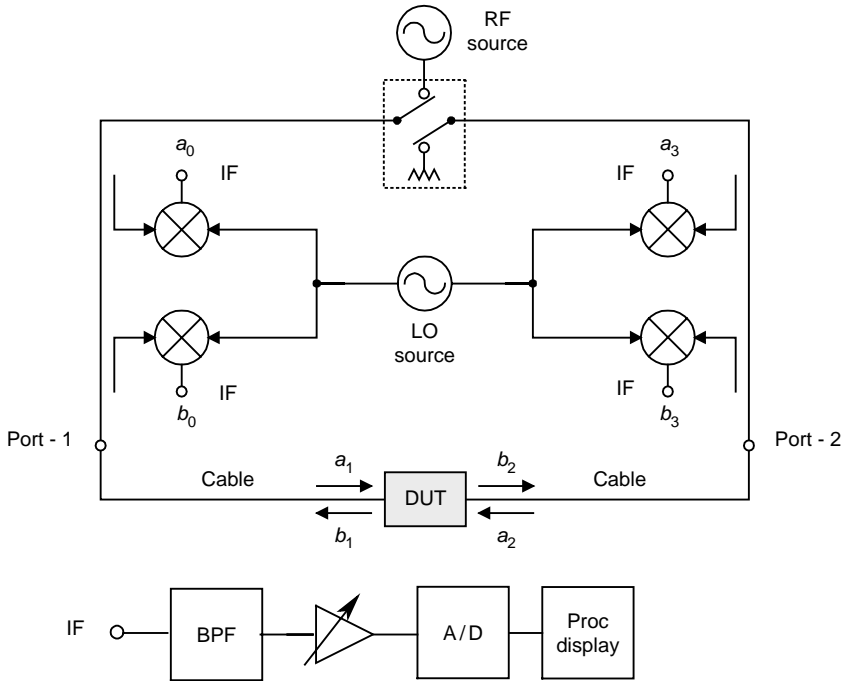 RF
source
a0
IF
IF
a3
LO
source
IF
b0
IF
b3
Port - 1
Port - 2
Cable
a1
b1
DUT
b2
a2
Cable
IF
BPF
A/D
Proc
display